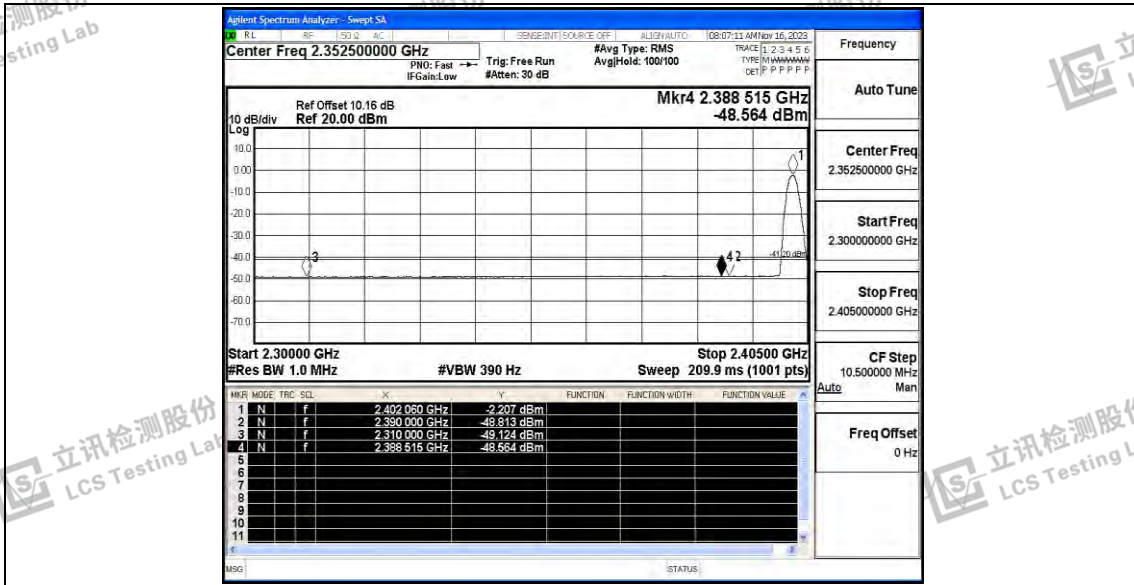 Agilent Spectrum Analyzer - Swept SA
RL RF 50 Ω AC SENSE:INT SOURCE OFF ALIGN AUTO 08:07:11 AM Nov 16, 2023
Center Freq 2.352500000 GHz
PNO: Fast
IFGain:Low
Trig: Free Run
#Atten: 30 dB
#Avg Type: RMS
Avg|Hold: 100/100
TRACE 1 2 3 4 5 6
TYPE M
DET P P P P P P
Ref Offset 10.16 dB
10 dB/div Ref 20.00 dBm
Log
Mkr4 2.388 515 GHz
-48.564 dBm
10.0
0.00
-10.0
-20.0
-30.0
-40.0
-50.0
-60.0
-70.0
1
3
4 2
-41.20 dBm
Start 2.30000 GHz Stop 2.40500 GHz
#Res BW 1.0 MHz #VBW 390 Hz Sweep 209.9 ms (1001 pts)
MKR MODE TRC SCL X Y FUNCTION FUNCTION WIDTH FUNCTION VALUE
1 N f 2.402 060 GHz -2.207 dBm
2 N f 2.390 000 GHz -48.813 dBm
3 N f 2.310 000 GHz -49.124 dBm
4 N f 2.388 515 GHz -48.564 dBm
5
6
7
8
9
10
11
MSG STATUS
Frequency
Auto Tune
Center Freq
2.352500000 GHz
Start Freq
2.300000000 GHz
Stop Freq
2.405000000 GHz
CF Step
10.500000 MHz
Auto Man
Freq Offset
0 Hz
立讯检测股份
LCS Testing Lab
立讯检测股份
LCS Testing L
esting Lab